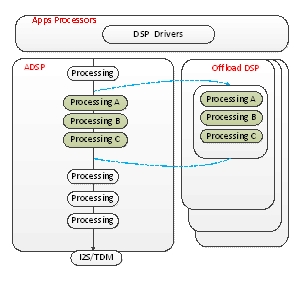 Apps Processors
DSP Drivers
ADSP
Processing
Processing A
Processing B
Processing C
Processing
Processing
Processing
I2S/TDM
Offload DSP
Processing A
Processing B
Processing C